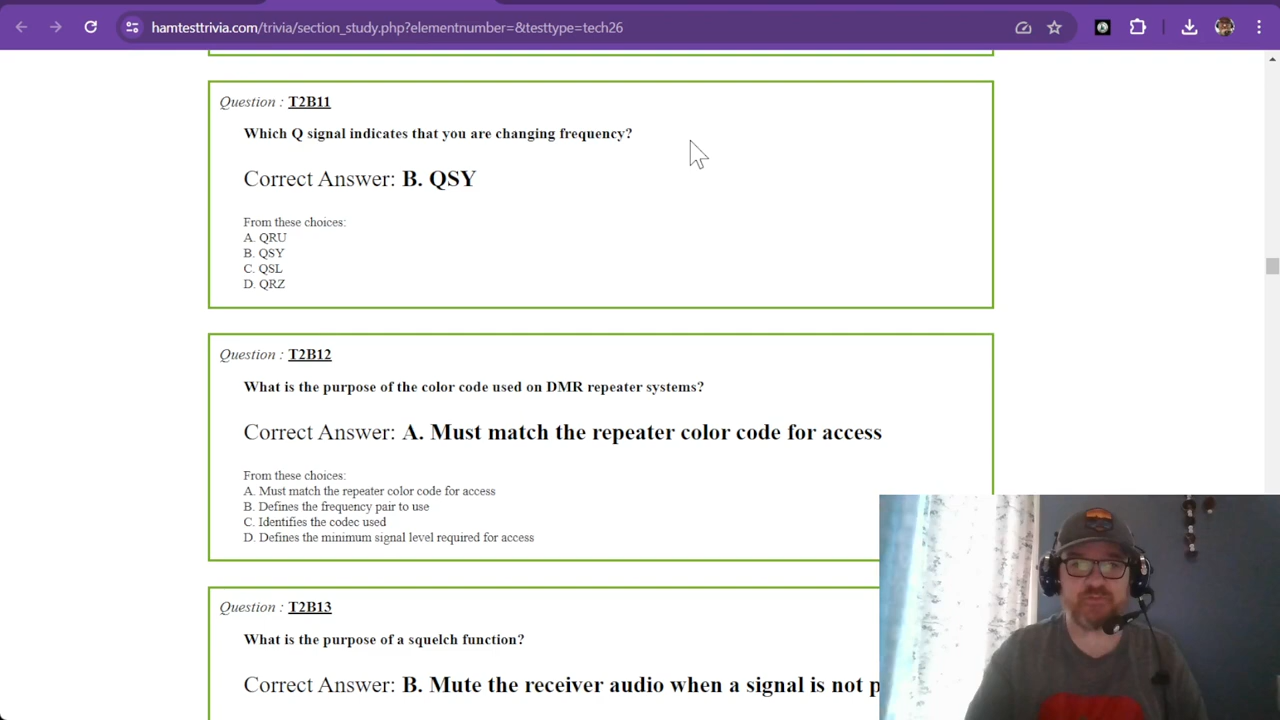 hamtesttrivia.com/trivia/section_study.php?elementnumber=&testtype=tech26
Question : T2B11
Which Q signal indicates that you are changing frequency?
Correct Answer: B. QSY
From these choices:
A. QRU
B. QSY
C. QSL
D. QRZ
Question : T2B12
What is the purpose of the color code used on DMR repeater systems?
Correct Answer: A. Must match the repeater color code for access
From these choices:
A. Must match the repeater color code for access
B. Defines the frequency pair to use
C. Identifies the codec used
D. Defines the minimum signal level required for access
Question : T2B13
What is the purpose of a squelch function?
Correct Answer: B. Mute the receiver audio when a signal is not p